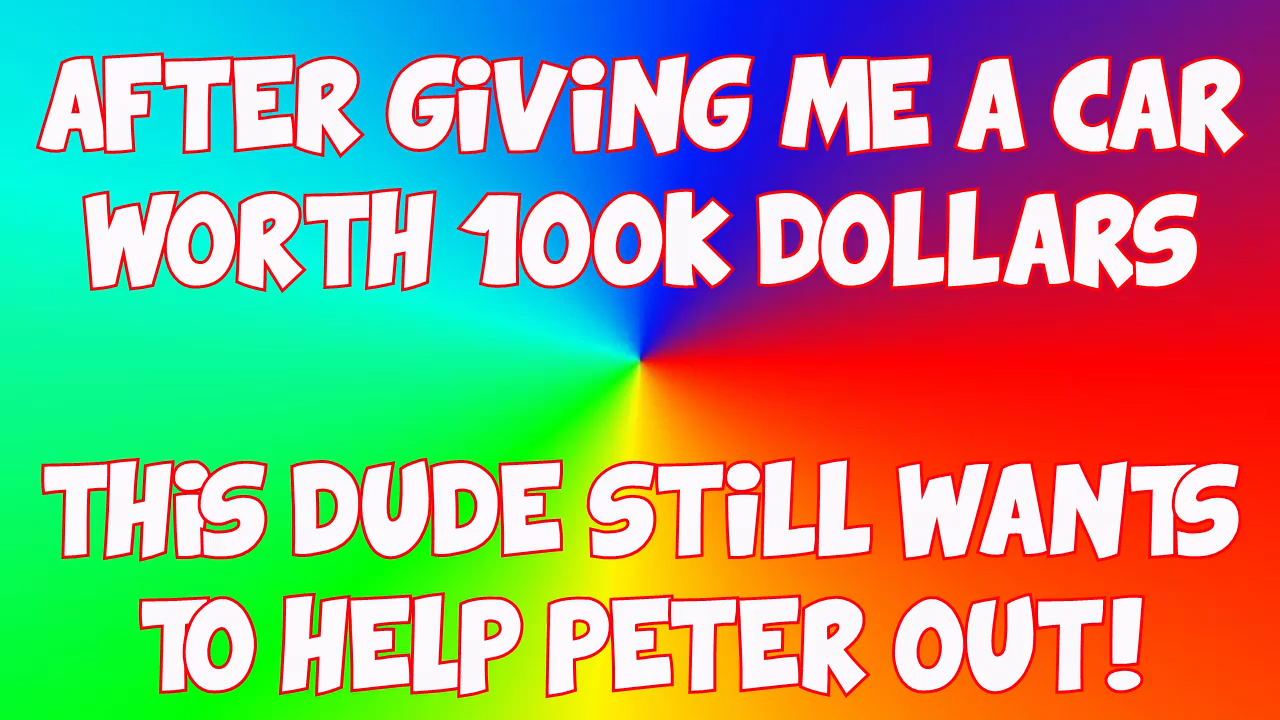 AFTER GiViNG ME A CAR
WORTH 100K DOLLARS
THiS DUDE STiLL WANTS
TO HELP PETER OUT!